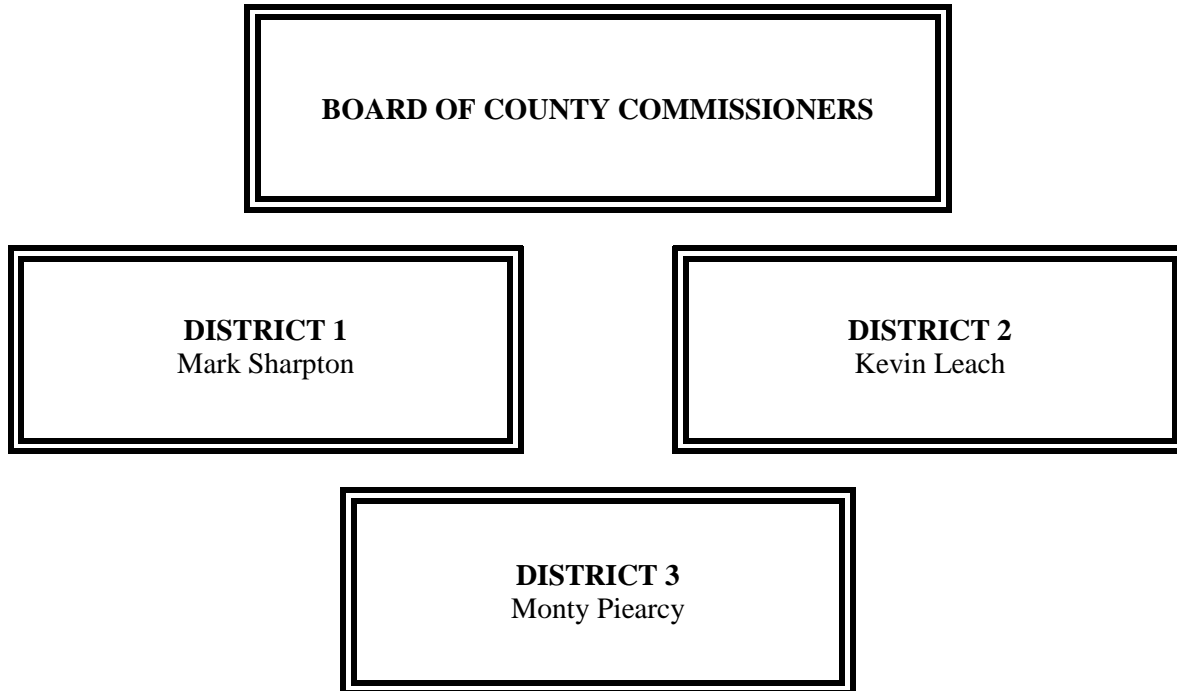 BOARD OF COUNTY COMMISSIONERS
DISTRICT 1
Mark Sharpton
DISTRICT 2
Kevin Leach
DISTRICT 3
Monty Piearcy